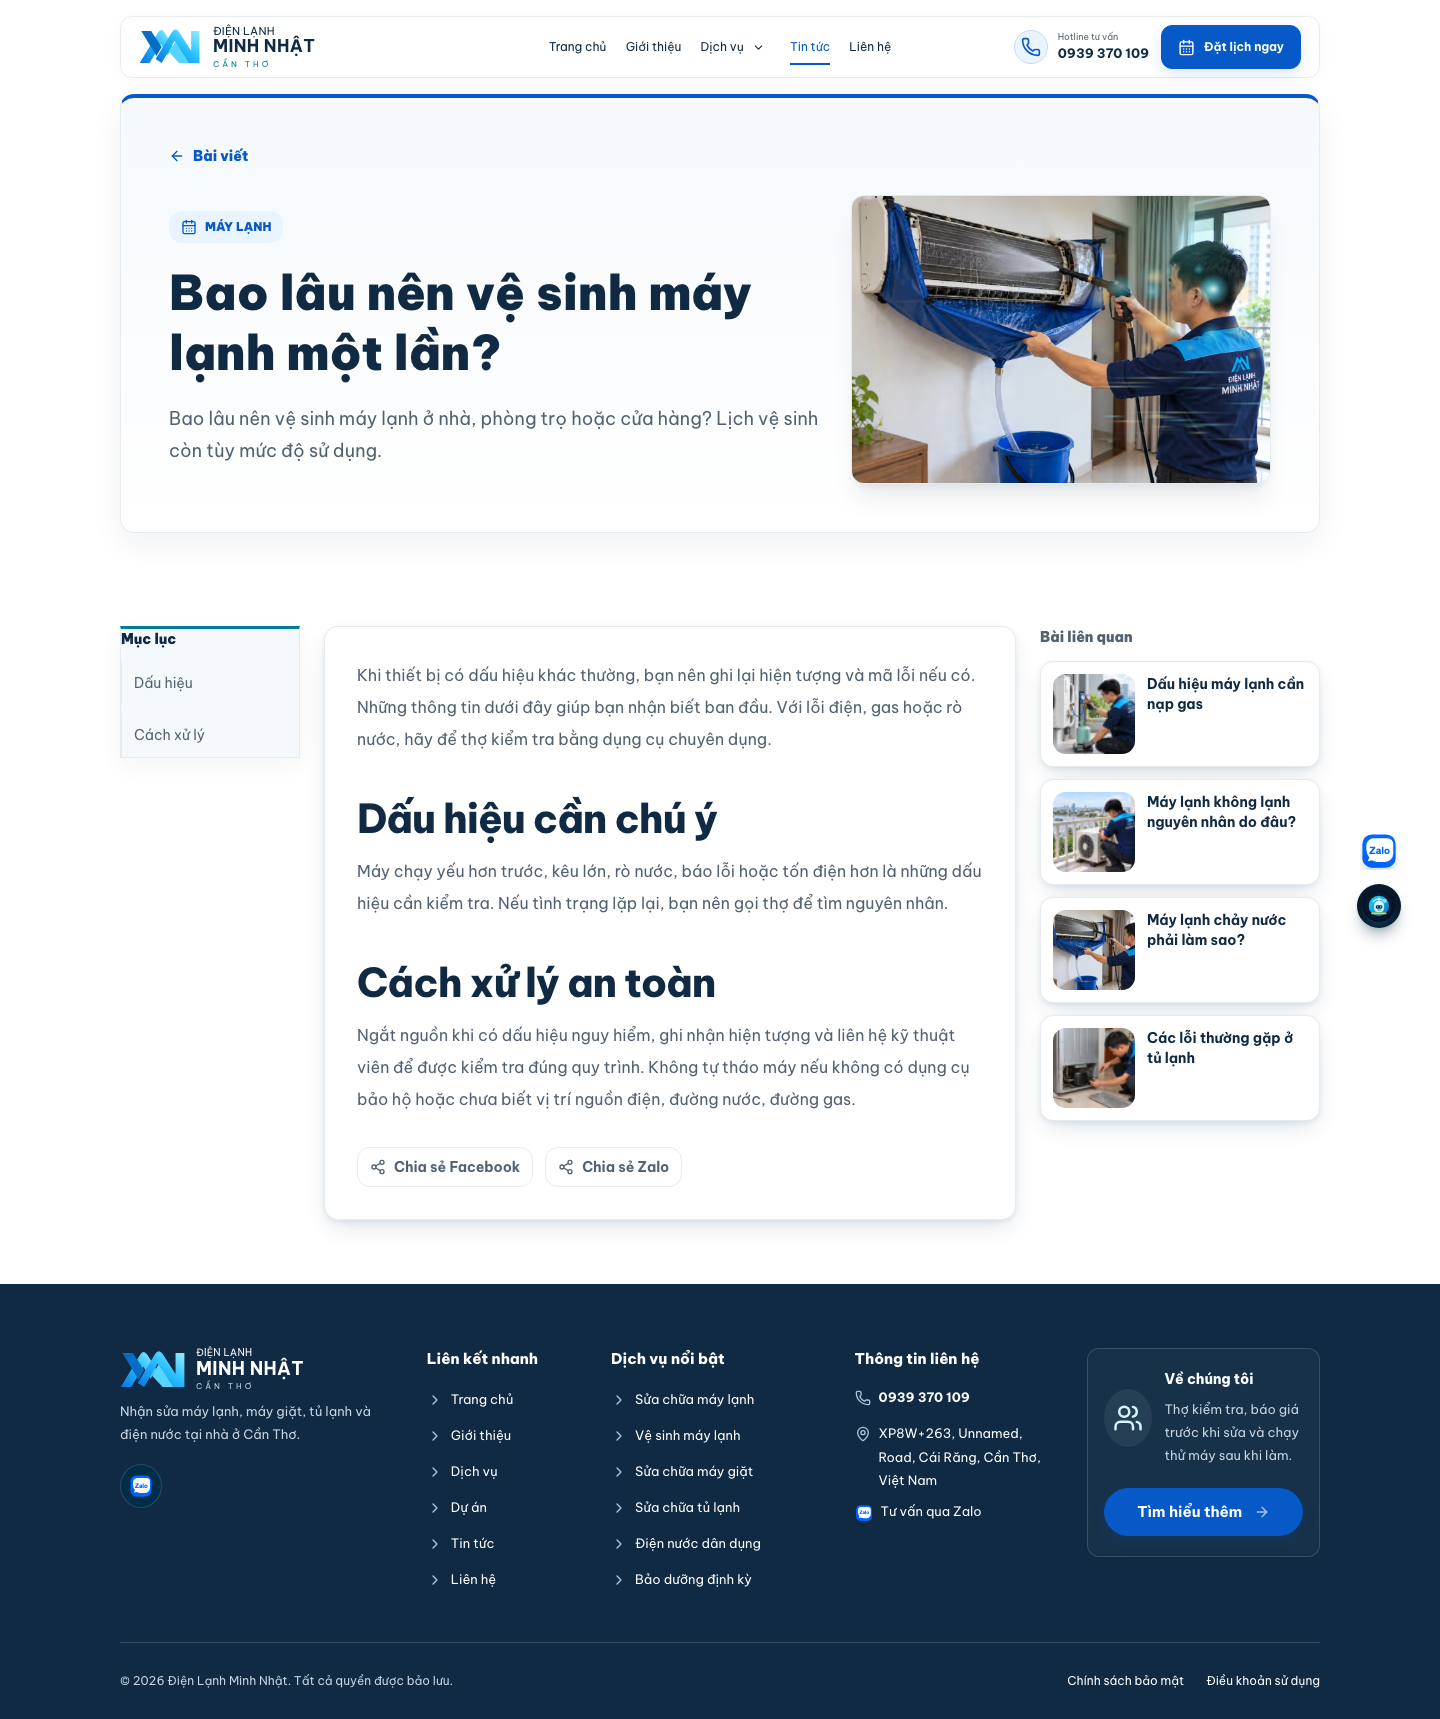 ĐIỆN LẠNH
MINH NHẬT
CẦN THƠ
Trang chủ
Giới thiệu
Dịch vụ
Tin tức
Liên hệ
Hotline tư vấn
0939 370 109
Đặt lịch ngay
Bài viết
MÁY LẠNH
Bao lâu nên vệ sinh máy
lạnh một lần?
Bao lâu nên vệ sinh máy lạnh ở nhà, phòng trọ hoặc cửa hàng? Lịch vệ sinh
còn tùy mức độ sử dụng.
ĐIỆN LẠNH
MINH NHẬT
Mục lục
Dấu hiệu
Cách xử lý
Khi thiết bị có dấu hiệu khác thường, bạn nên ghi lại hiện tượng và mã lỗi nếu có.
Những thông tin dưới đây giúp bạn nhận biết ban đầu. Với lỗi điện, gas hoặc rò
nước, hãy để thợ kiểm tra bằng dụng cụ chuyên dụng.
Dấu hiệu cần chú ý
Máy chạy yếu hơn trước, kêu lớn, rò nước, báo lỗi hoặc tốn điện hơn là những dấu
hiệu cần kiểm tra. Nếu tình trạng lặp lại, bạn nên gọi thợ để tìm nguyên nhân.
Cách xử lý an toàn
Ngắt nguồn khi có dấu hiệu nguy hiểm, ghi nhận hiện tượng và liên hệ kỹ thuật
viên để được kiểm tra đúng quy trình. Không tự tháo máy nếu không có dụng cụ
bảo hộ hoặc chưa biết vị trí nguồn điện, đường nước, đường gas.
Chia sẻ Facebook
Chia sẻ Zalo
Bài liên quan
Dấu hiệu máy lạnh cần
nạp gas
Máy lạnh không lạnh
nguyên nhân do đâu?
Máy lạnh chảy nước
phải làm sao?
Các lỗi thường gặp ở
tủ lạnh
Zalo
ĐIỆN LẠNH
MINH NHẬT
CẦN THƠ
Nhận sửa máy lạnh, máy giặt, tủ lạnh và
điện nước tại nhà ở Cần Thơ.
Zalo
Liên kết nhanh
Trang chủ
Giới thiệu
Dịch vụ
Dự án
Tin tức
Liên hệ
Dịch vụ nổi bật
Sửa chữa máy lạnh
Vệ sinh máy lạnh
Sửa chữa máy giặt
Sửa chữa tủ lạnh
Điện nước dân dụng
Bảo dưỡng định kỳ
Thông tin liên hệ
0939 370 109
XP8W+263, Unnamed,
Road, Cái Răng, Cần Thơ,
Việt Nam
Zalo
Tư vấn qua Zalo
Về chúng tôi
Thợ kiểm tra, báo giá
trước khi sửa và chạy
thử máy sau khi làm.
Tìm hiểu thêm
© 2026 Điện Lạnh Minh Nhật. Tất cả quyền được bảo lưu.
Chính sách bảo mật
Điều khoản sử dụng